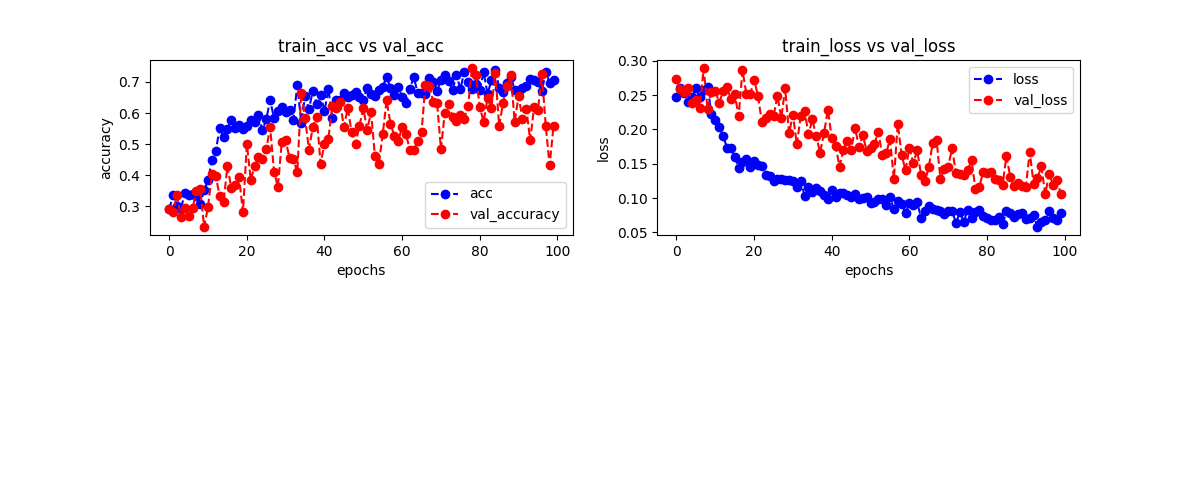 train_acc vs val_acc
accuracy
0.7
0.6
0.5
0.4
0.3
acc
val_accuracy
0 20 40 60 80 100
epochs
train_loss vs val_loss
loss
0.30
0.25
0.20
0.15
0.10
0.05
loss
val_loss
0 20 40 60 80 100
epochs